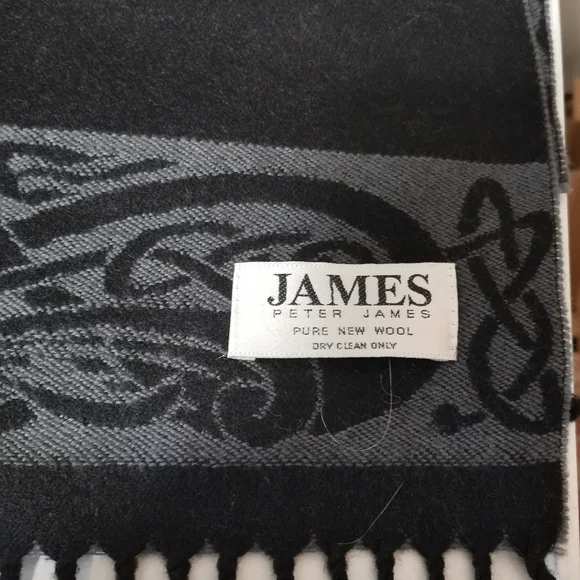 JAMES
PETER JAMES
PURE NEW WOOL
DRY CLEAN ONLY